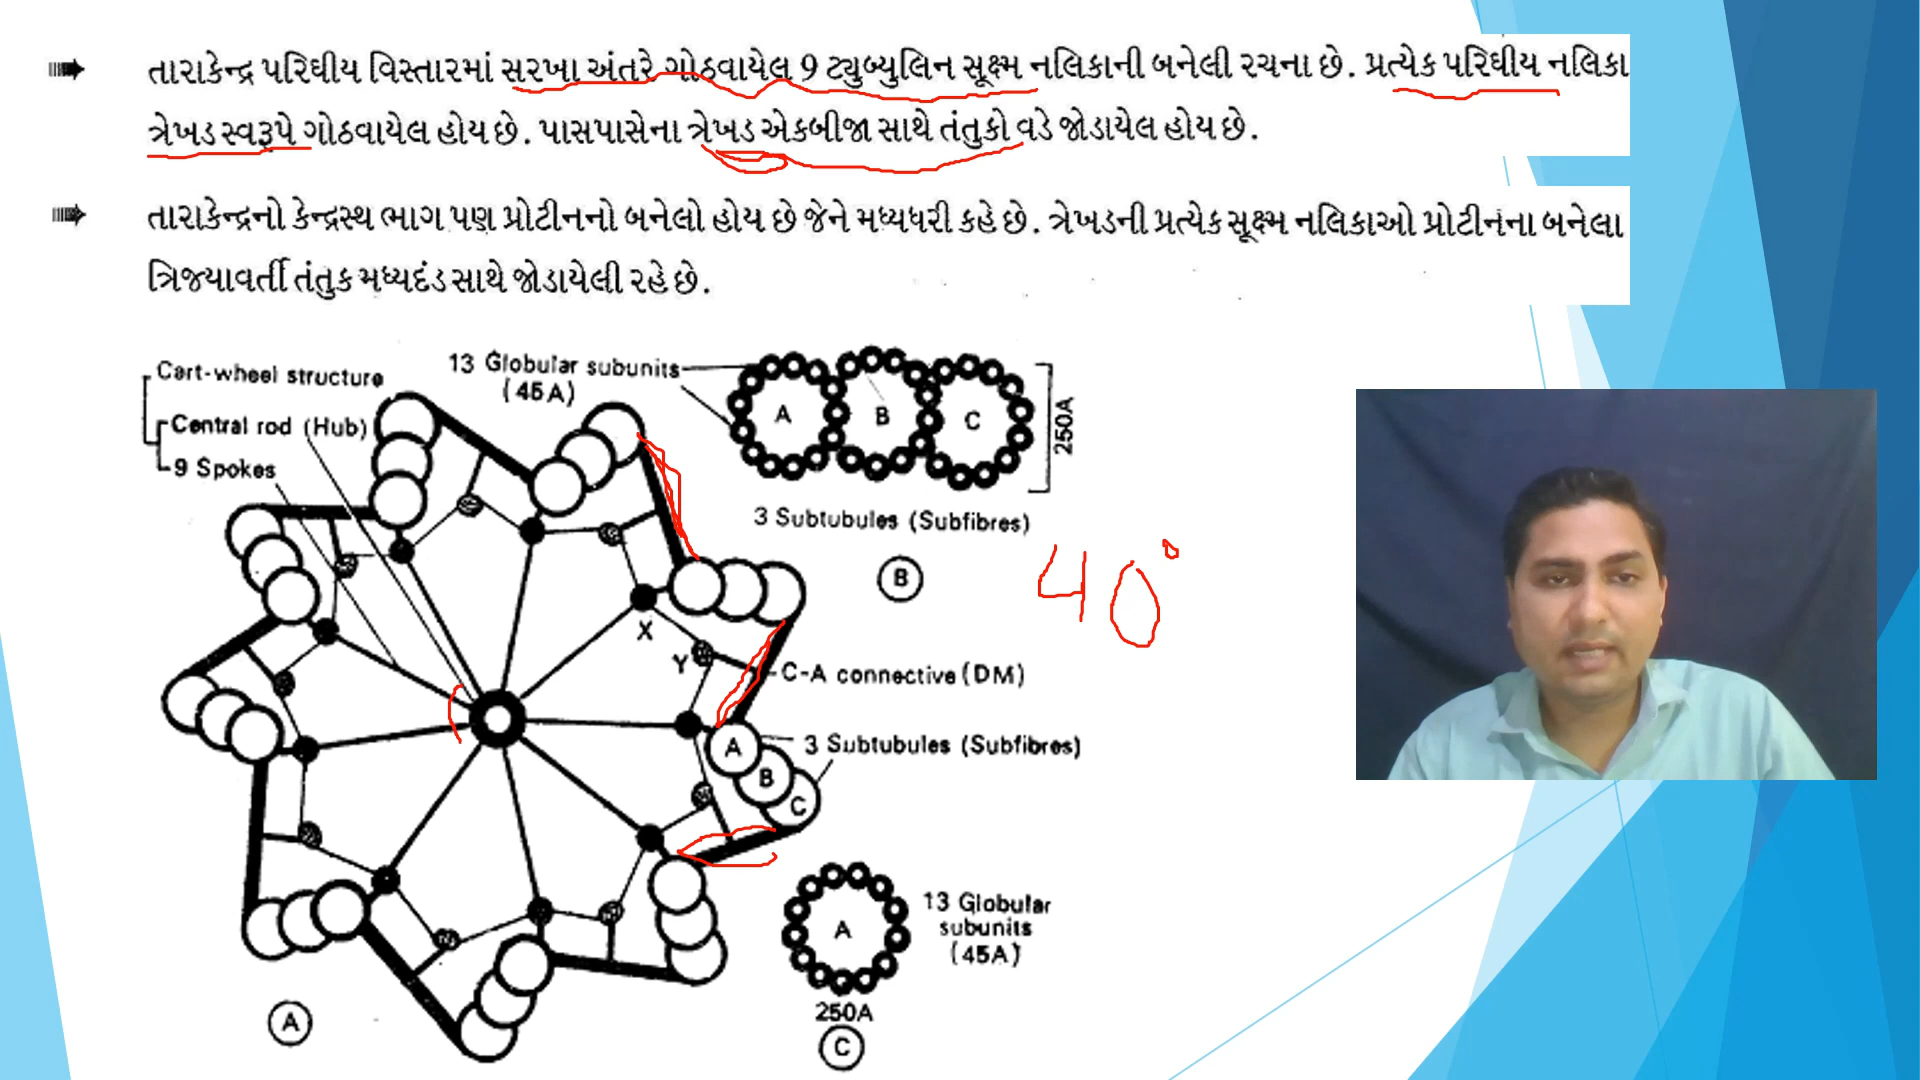 તારાકેન્દ્ર પરિઘીય વિસ્તારમાં સરખા અંતરે ગોઠવાયેલ 9 ટ્યુબ્યુલિન સૂક્ષ્મ નલિકાની બનેલી રચના છે. પ્રત્યેક પરિઘીય નલિકા
ત્રેખડ સ્વરૂપે ગોઠવાયેલ હોય છે. પાસપાસેના ત્રેખડ એકબીજા સાથે તંતુકો વડે જોડાયેલ હોય છે.
તારાકેન્દ્રનો કેન્દ્રસ્થ ભાગ પણ પ્રોટીનનો બનેલો હોય છે જેને મધ્યધરી કહે છે. ત્રેખડની પ્રત્યેક સૂક્ષ્મ નલિકાઓ પ્રોટીનના બનેલા
ત્રિજ્યાવર્તી તંતુક મધ્યદંડ સાથે જોડાયેલી રહે છે.
Cart-wheel structure
Central rod (Hub)
9 Spokes
13 Globular subunits
(45A)
A B C
250A
3 Subtubules (Subfibres)
B
40°
X
Y
C-A connective (DM)
3 Subtubules (Subfibres)
A
B
C
13 Globular
subunits
(45A)
A
250A
C
A